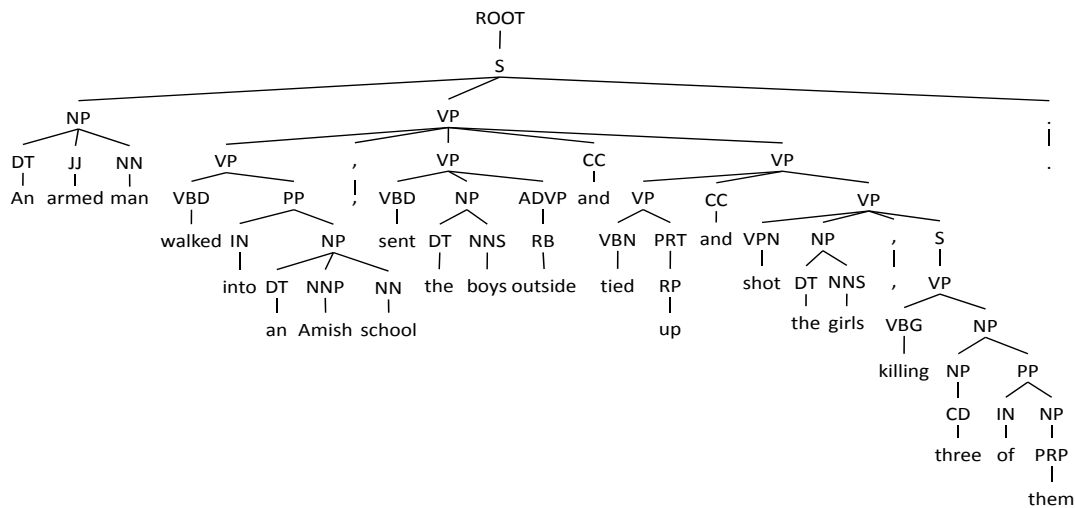 ROOT
S
NP VP .
DT JJ NN VP , VP CC VP .
An armed man VBD PP , VBD NP ADVP and VP CC VP
walked IN NP sent DT NNS RB VBN PRT and VPN NP , S
into DT NNP NN the boys outside tied RP shot DT NNS , VP
an Amish school up the girls VBG NP
killing NP PP
CD IN NP
three of PRP
them